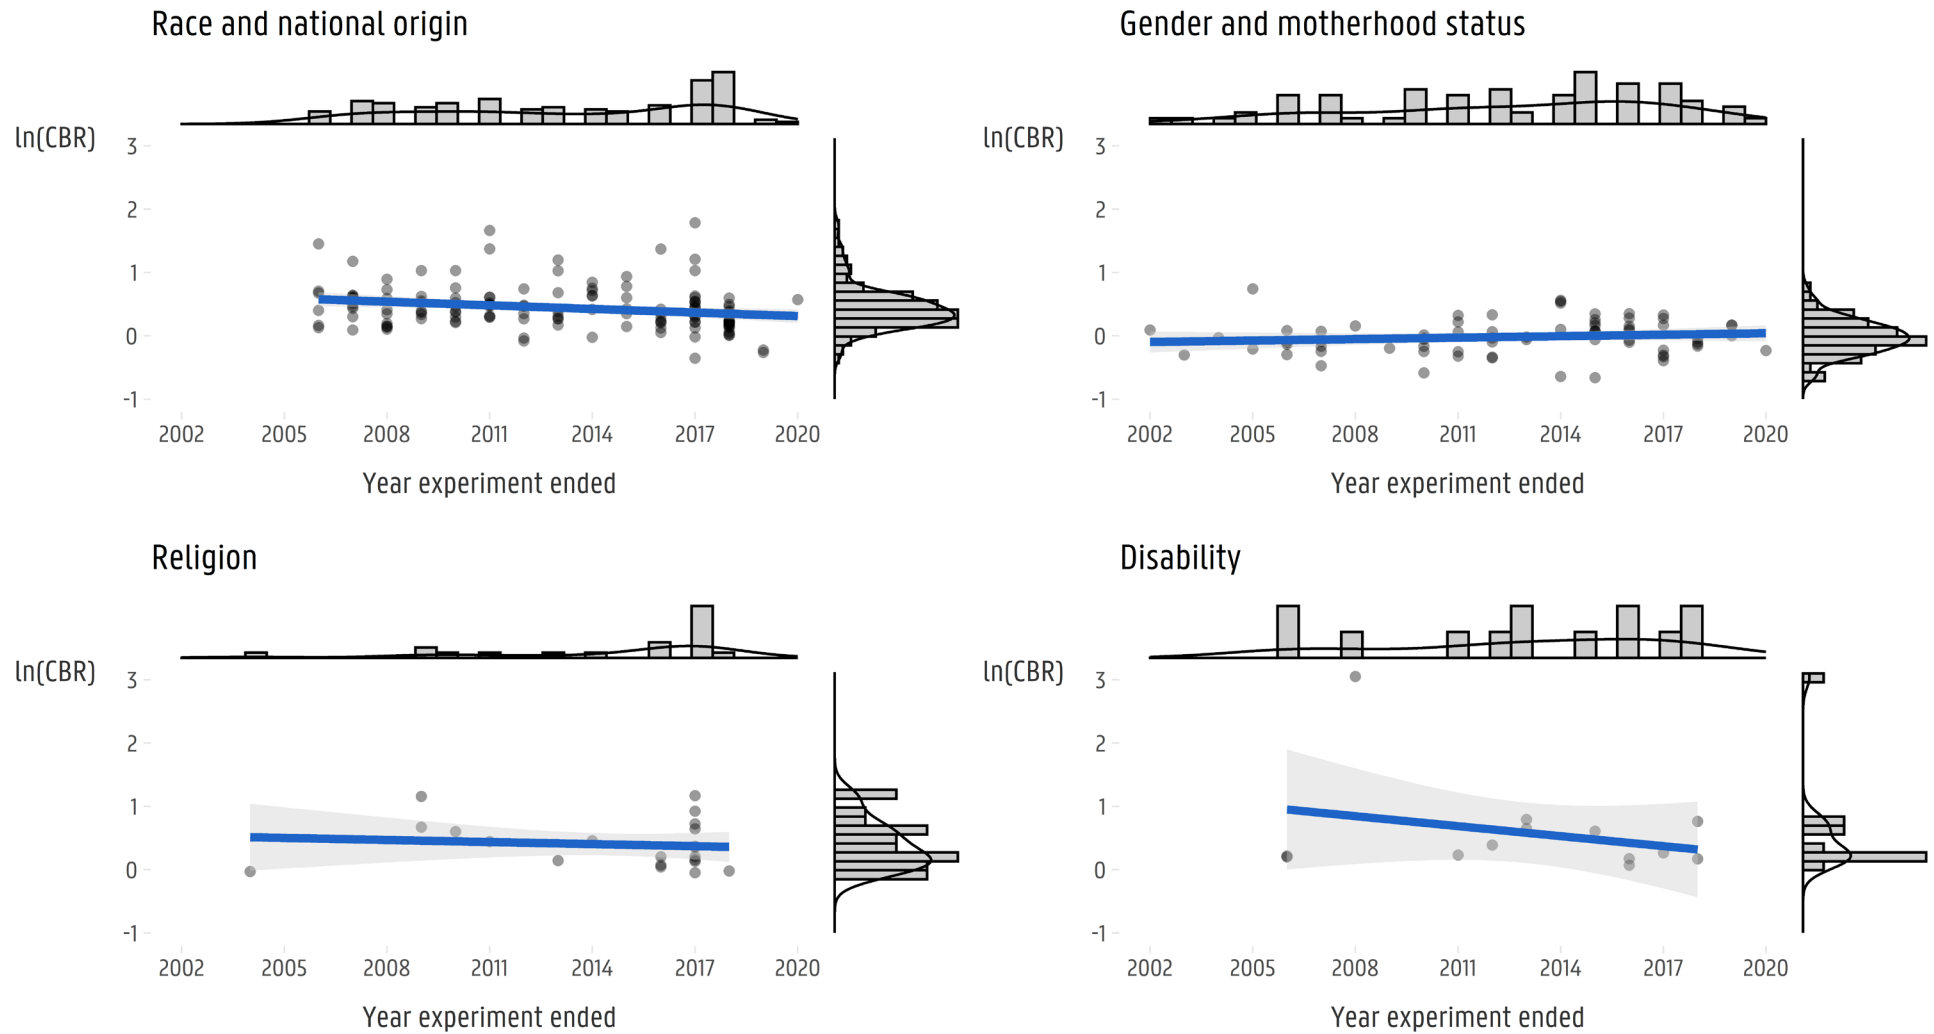 Race and national origin
ln(CBR)
3
2
1
0
-1
2002 2005 2008 2011 2014 2017 2020
Year experiment ended
Gender and motherhood status
ln(CBR)
3
2
1
0
-1
2002 2005 2008 2011 2014 2017 2020
Year experiment ended
Religion
ln(CBR)
3
2
1
0
-1
2002 2005 2008 2011 2014 2017 2020
Year experiment ended
Disability
ln(CBR)
3
2
1
0
-1
2002 2005 2008 2011 2014 2017 2020
Year experiment ended